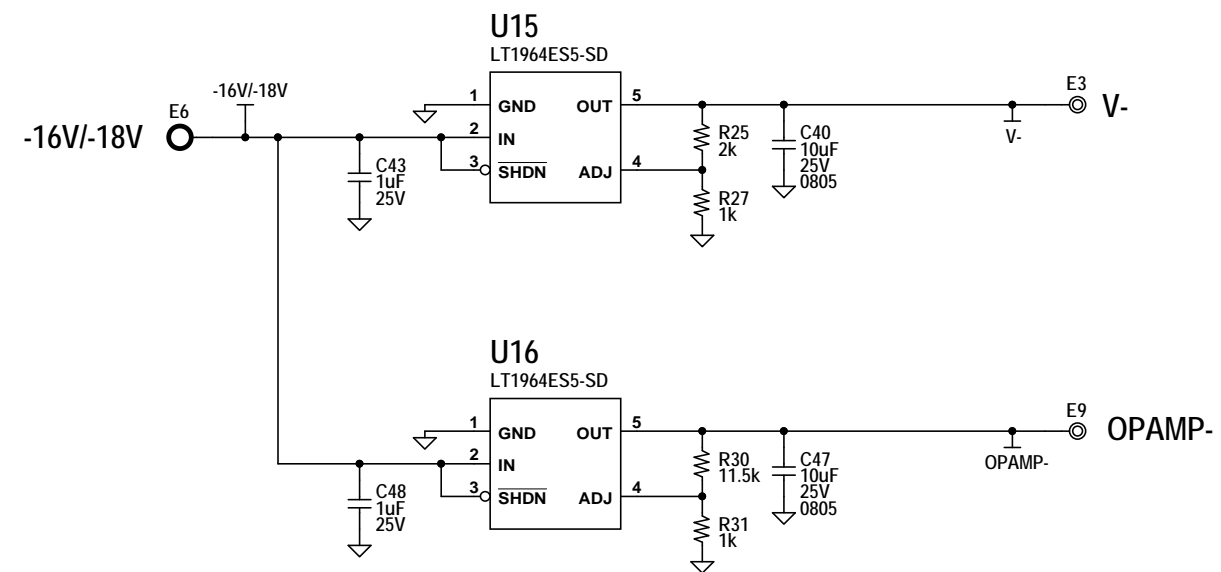 U15
LT1964ES5-SD
-16V/-18V
E6
-16V/-18V
1
GND
OUT
5
2
IN
3
SHDN
ADJ
4
C43
1uF
25V
R25
2k
R27
1k
C40
10uF
25V
0805
V-
E3
V-
U16
LT1964ES5-SD
1
GND
OUT
5
2
IN
3
SHDN
ADJ
4
C48
1uF
25V
R30
11.5k
R31
1k
C47
10uF
25V
0805
OPAMP-
E9
OPAMP-